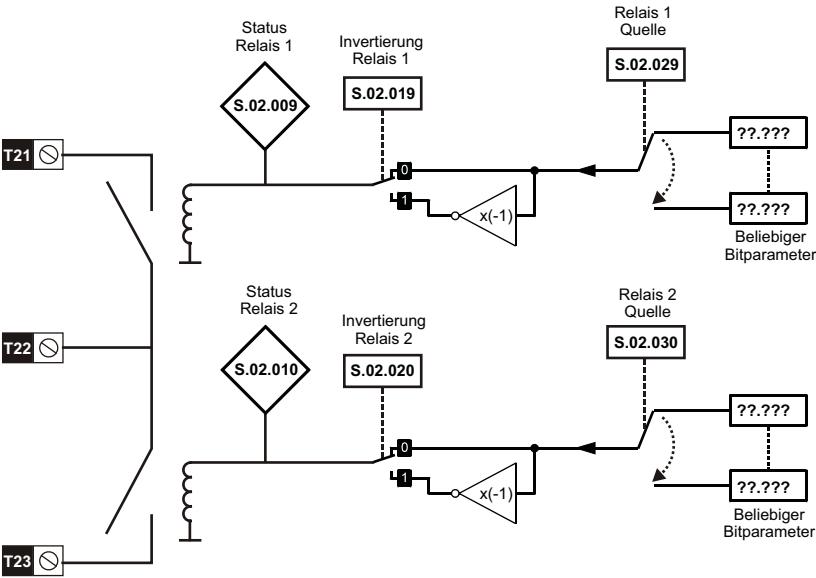 Status
Relais 1
S.02.009
Invertierung
Relais 1
S.02.019
Relais 1
Quelle
S.02.029
T21
0
1
x(-1)
??.???
??.???
Beliebiger
Bitparameter
T22
Status
Relais 2
S.02.010
Invertierung
Relais 2
S.02.020
Relais 2
Quelle
S.02.030
0
1
x(-1)
??.???
??.???
Beliebiger
Bitparameter
T23